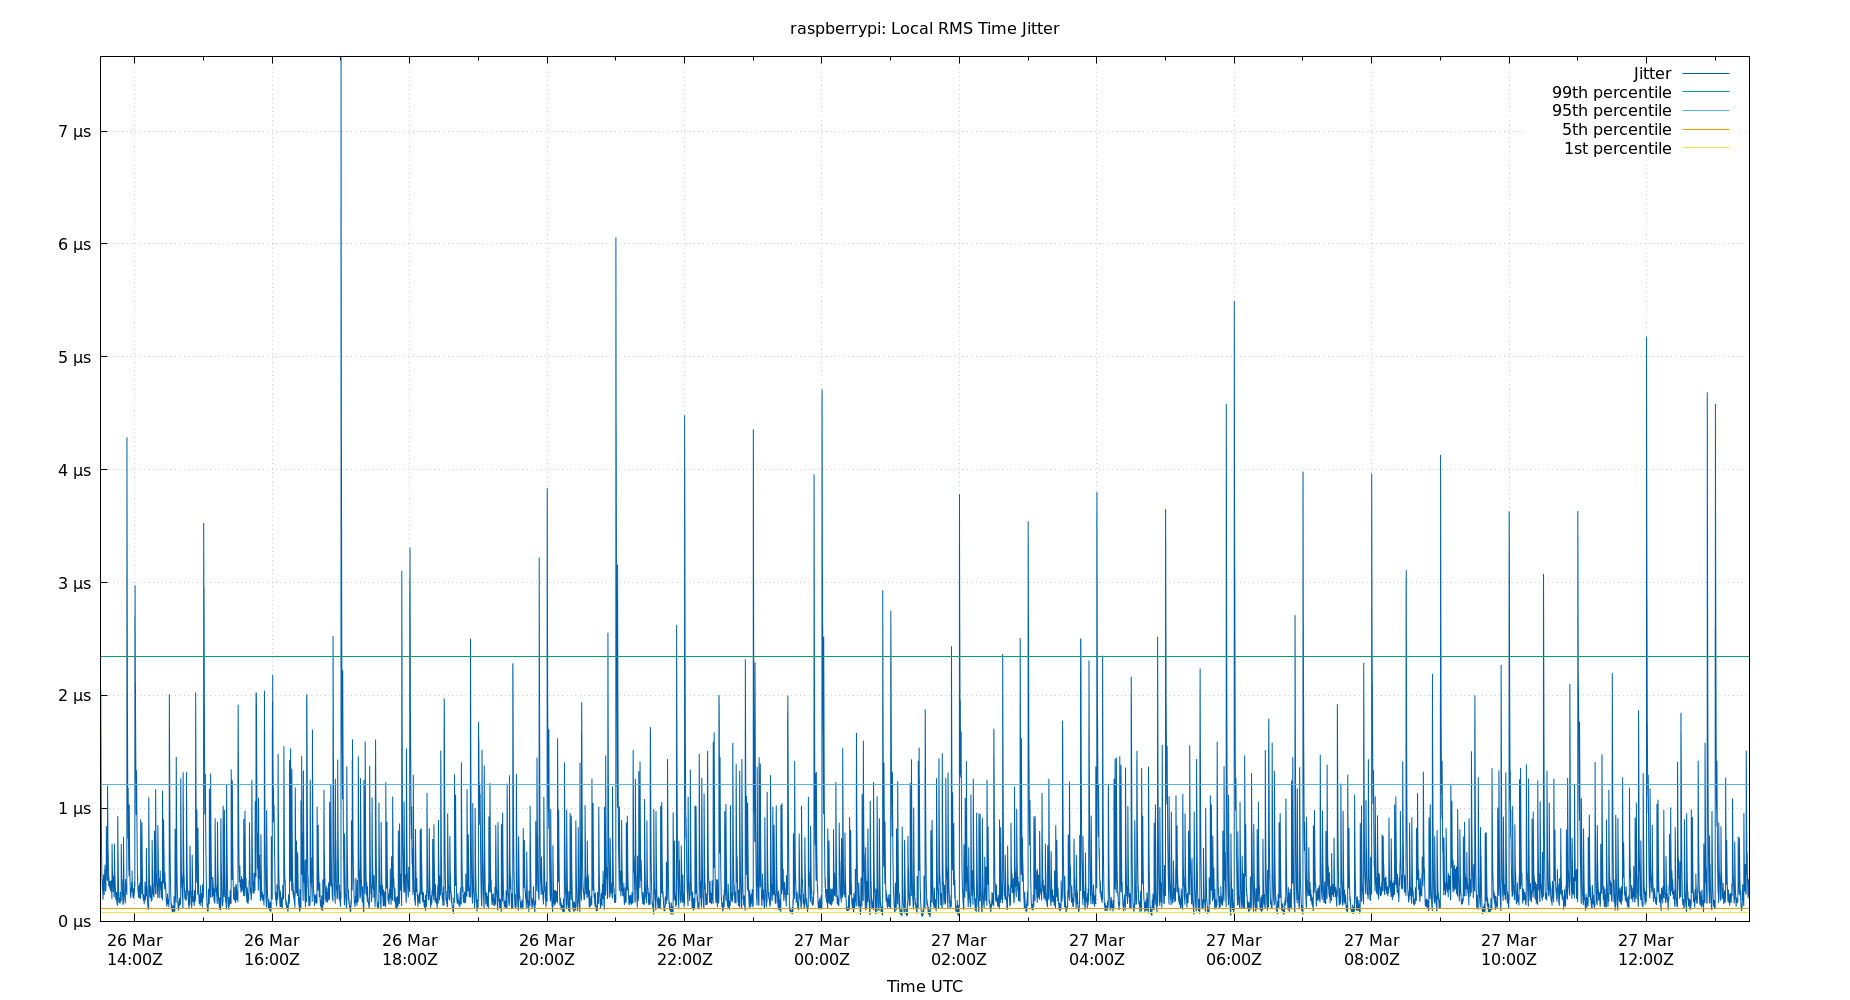 raspberrypi: Local RMS Time Jitter
Jitter
99th percentile
95th percentile
5th percentile
1st percentile
7 µs
6 µs
5 µs
4 µs
3 µs
2 µs
1 µs
0 µs
26 Mar 26 Mar 26 Mar 26 Mar 26 Mar 27 Mar 27 Mar 27 Mar 27 Mar 27 Mar 27 Mar 27 Mar
14:00Z 16:00Z 18:00Z 20:00Z 22:00Z 00:00Z 02:00Z 04:00Z 06:00Z 08:00Z 10:00Z 12:00Z
Time UTC